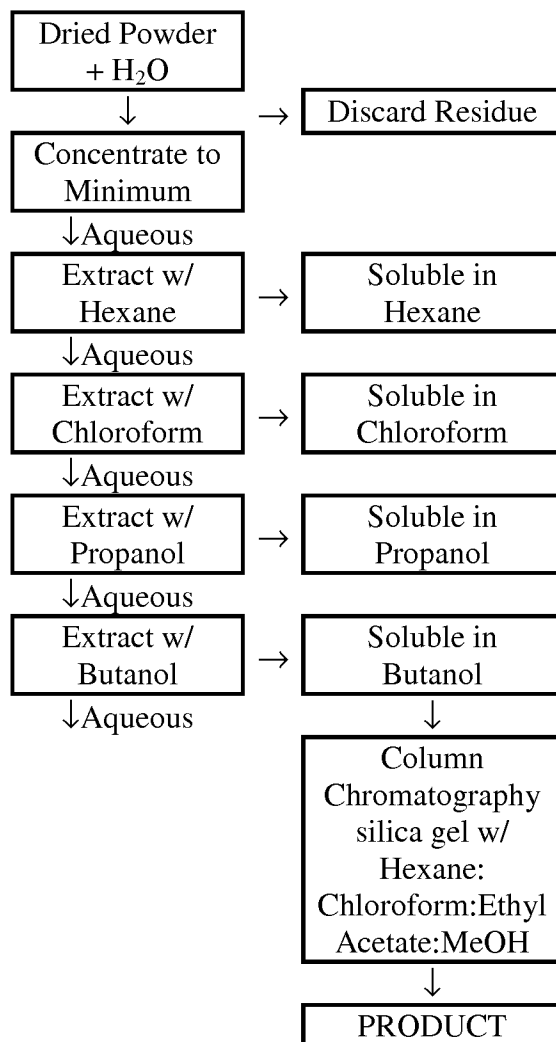 Dried Powder
+ H₂O
↓
→ Discard Residue
Concentrate to
Minimum
↓Aqueous
Extract w/
Hexane
→
Soluble in
Hexane
↓Aqueous
Extract w/
Chloroform
→
Soluble in
Chloroform
↓Aqueous
Extract w/
Propanol
→
Soluble in
Propanol
↓Aqueous
Extract w/
Butanol
→
Soluble in
Butanol
↓Aqueous
↓
Column
Chromatography
silica gel w/
Hexane:
Chloroform:Ethyl
Acetate:MeOH
↓
PRODUCT